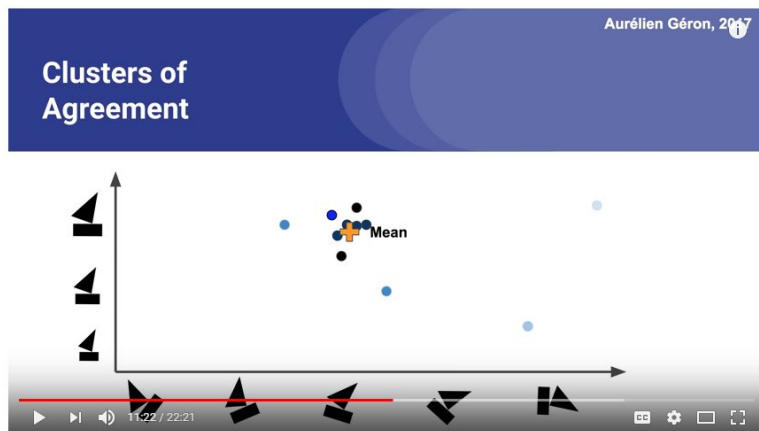 Aurélien Géron, 2017
Clusters of
Agreement
Mean
11:22 / 22:21
CC